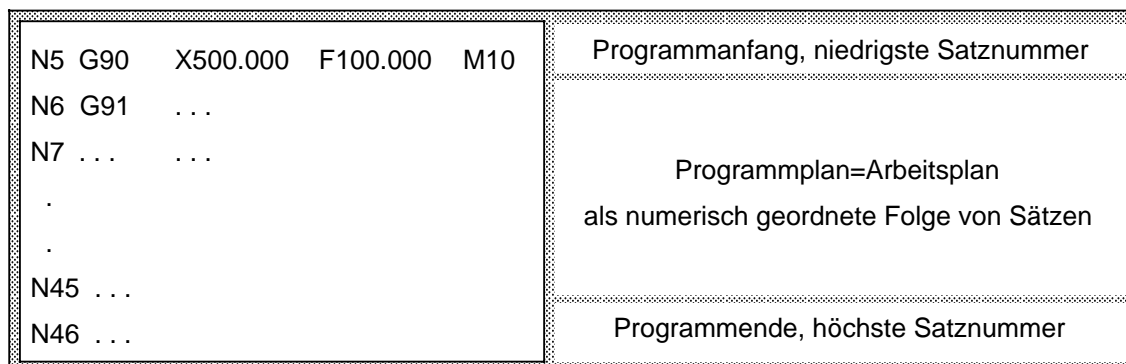 N5 G90 X500.000 F100.000 M10
N6 G91 . . .
N7 . . . . . .
.
.
N45 . . .
N46 . . .
Programmanfang, niedrigste Satznummer
Programmplan=Arbeitsplan
als numerisch geordnete Folge von Sätzen
Programmende, höchste Satznummer